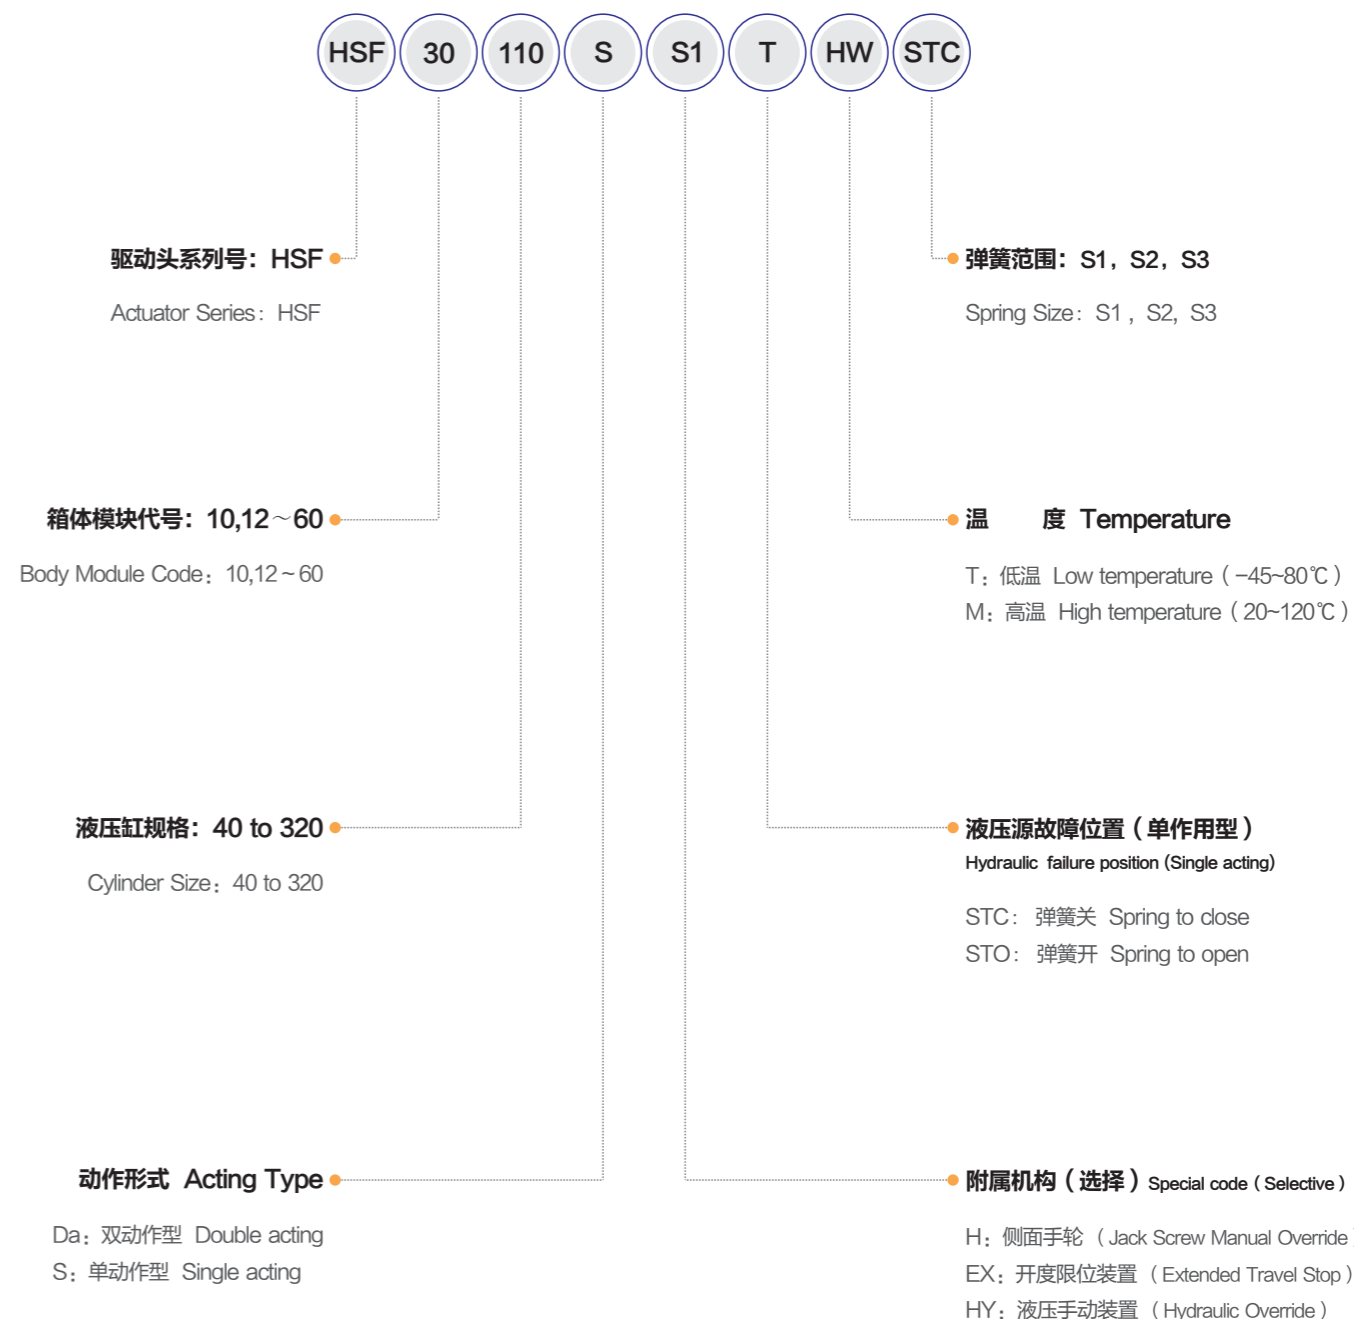 HSF 30 110 S S1 T HW STC
驱动头系列号：HSF
Actuator Series：HSF
弹簧范围：S1，S2，S3
Spring Size：S1 , S2, S3
箱体模块代号：10,12～60
Body Module Code：10,12～60
温 度 Temperature
T：低温 Low temperature（-45~80℃）
M：高温 High temperature（20~120℃）
液压缸规格：40 to 320
Cylinder Size：40 to 320
液压源故障位置（单作用型）
Hydraulic failure position (Single acting)
STC： 弹簧关 Spring to close
STO： 弹簧开 Spring to open
动作形式 Acting Type
Da：双动作型 Double acting
S：单动作型 Single acting
附属机构（选择）Special code（Selective）
H：侧面手轮 （Jack Screw Manual Override
EX：开度限位装置 （Extended Travel Stop）
HY：液压手动装置 （Hydraulic Override）